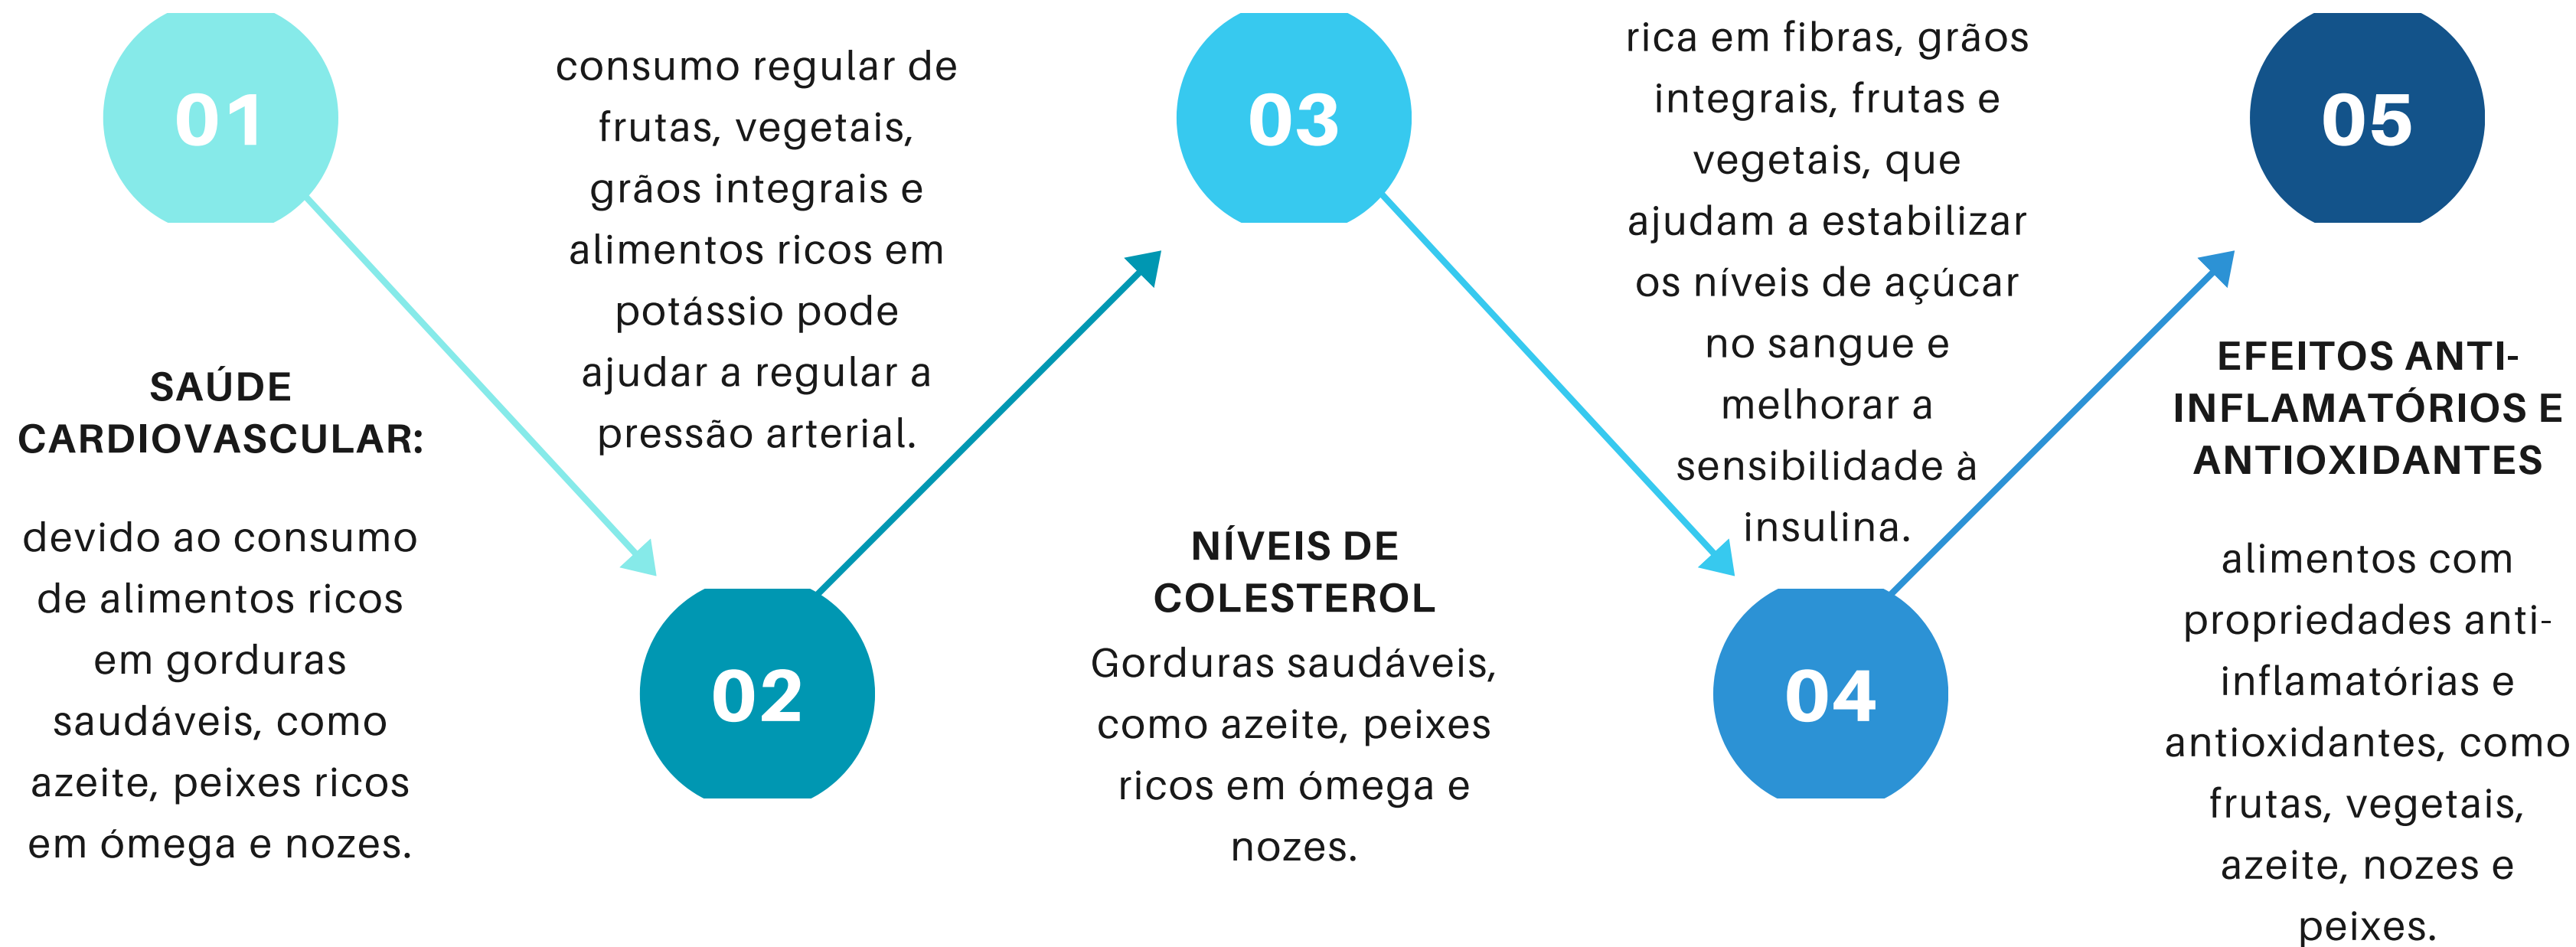 01
SAÚDE
CARDIOVASCULAR:
devido ao consumo
de alimentos ricos
em gorduras
saudáveis, como
azeite, peixes ricos
em ómega e nozes.
consumo regular de
frutas, vegetais,
grãos integrais e
alimentos ricos em
potássio pode
ajudar a regular a
pressão arterial.
02
03
NÍVEIS DE
COLESTEROL
Gorduras saudáveis,
como azeite, peixes
ricos em ómega e
nozes.
rica em fibras, grãos
integrais, frutas e
vegetais, que
ajudam a estabilizar
os níveis de açúcar
no sangue e
melhorar a
sensibilidade à
insulina.
04
05
EFEITOS ANTI-
INFLAMATÓRIOS E
ANTIOXIDANTES
alimentos com
propriedades anti-
inflamatórias e
antioxidantes, como
frutas, vegetais,
azeite, nozes e
peixes.